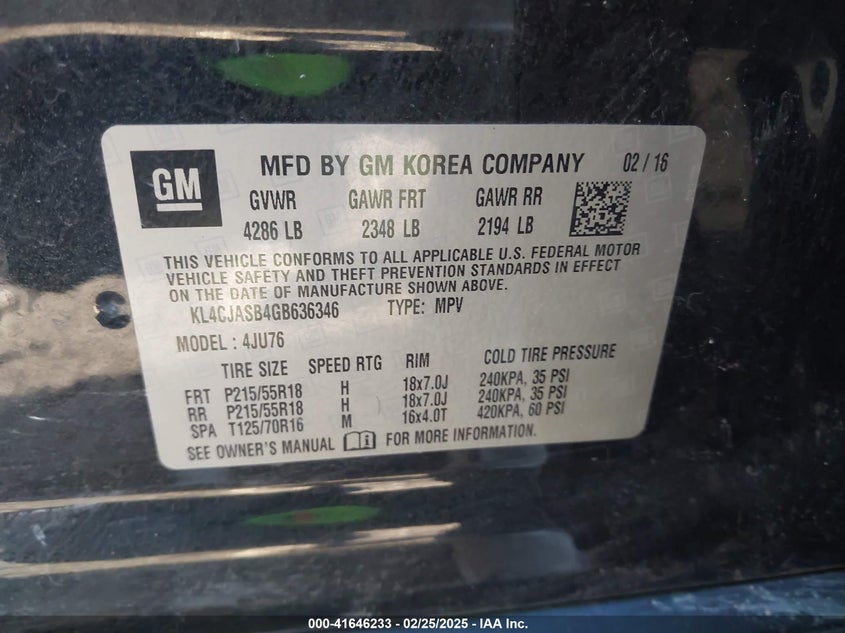 GM
MFD BY GM KOREA COMPANY 02 / 16
GVWR GAWR FRT GAWR RR
4286 LB 2348 LB 2194 LB
THIS VEHICLE CONFORMS TO ALL APPLICABLE U.S. FEDERAL MOTOR
VEHICLE SAFETY AND THEFT PREVENTION STANDARDS IN EFFECT
ON THE DATE OF MANUFACTURE SHOWN ABOVE.
KL4CJASB4GB636346 TYPE: MPV
MODEL : 4JU76
TIRE SIZE SPEED RTG RIM COLD TIRE PRESSURE
FRT P215/55R18 H 18x7.0J 240KPA, 35 PSI
RR P215/55R18 H 18x7.0J 240KPA, 35 PSI
SPA T125/70R16 M 16x4.0T 420KPA, 60 PSI
SEE OWNER'S MANUAL FOR MORE INFORMATION.
000-41646233 - 02/25/2025 - IAA Inc.